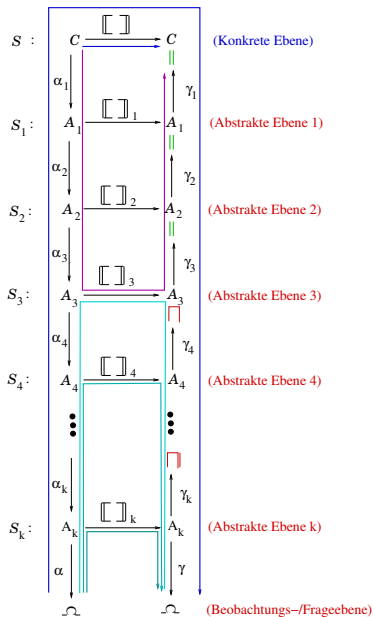 S : C ⟦ ⟧ C (Konkrete Ebene)
α₁ γ₁
S₁ : A₁ ⟦ ⟧₁ A₁ (Abstrakte Ebene 1)
α₂ γ₂
S₂ : A₂ ⟦ ⟧₂ A₂ (Abstrakte Ebene 2)
α₃ γ₃
S₃ : A₃ ⟦ ⟧₃ A₃ (Abstrakte Ebene 3)
α₄ γ₄
S₄ : A₄ ⟦ ⟧₄ A₄ (Abstrakte Ebene 4)
αₖ γₖ
Sₖ : Aₖ ⟦ ⟧ₖ Aₖ (Abstrakte Ebene k)
α γ
Ω Ω (Beobachtungs−/Frageebene)